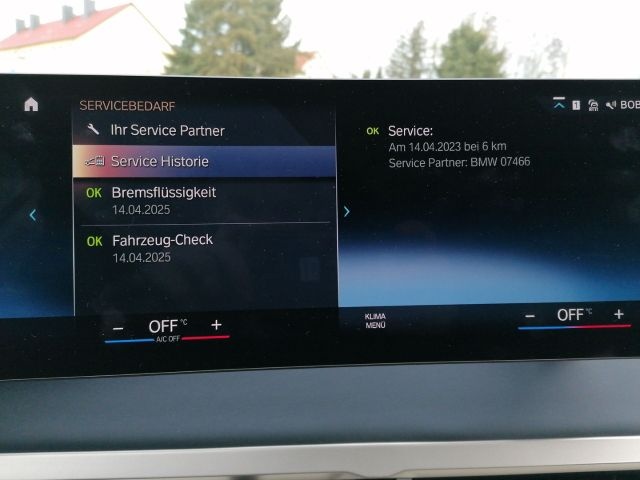 SERVICEBEDARF
1
BOB
Ihr Service Partner
Service Historie
OK Bremsflüssigkeit
14.04.2025
OK Fahrzeug-Check
14.04.2025
OK Service:
Am 14.04.2023 bei 6 km
Service Partner: BMW 07466
− OFF °C +
A/C OFF
KLIMA
MENÜ
− OFF °C +